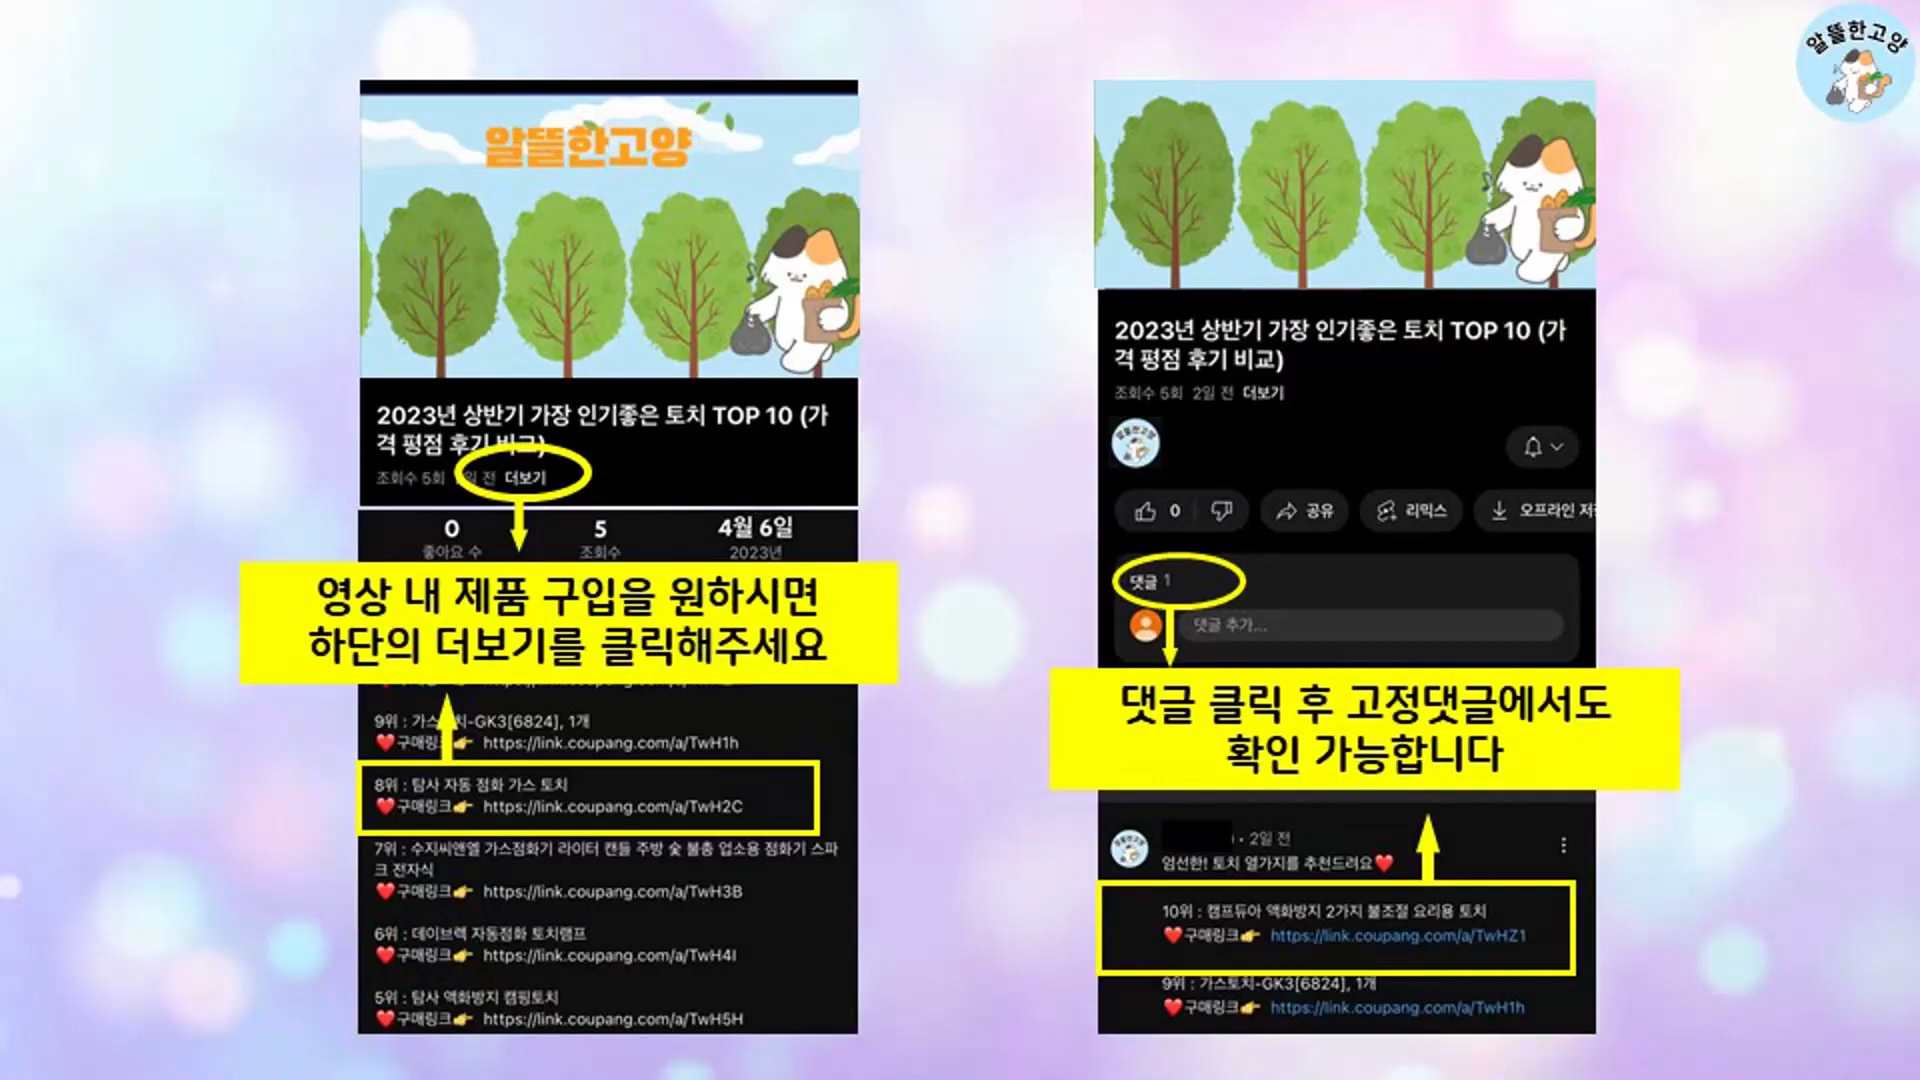 알뜰한고양
알뜰한고양
2023년 상반기 가장 인기좋은 토치 TOP 10 (가
격 평점 후기 비교)
조회수 5회 일 전 더보기
0 5 4월 6일
좋아요 수 조회수 2023년
영상 내 제품 구입을 원하시면
하단의 더보기를 클릭해주세요
9위 : 가스토치-GK3[6824], 1개
❤️구매링크👉 https://link.coupang.com/a/TwH1h
8위 : 탐사 자동 점화 가스 토치
❤️구매링크👉 https://link.coupang.com/a/TwH2C
7위 : 수지씨앤엘 가스점화기 라이터 캔들 주방 숯 불총 업소용 점화기 스파
크 전자식
❤️구매링크👉 https://link.coupang.com/a/TwH3B
6위 : 데이브렉 자동점화 토치램프
❤️구매링크👉 https://link.coupang.com/a/TwH4I
5위 : 탐사 액화방지 캠핑토치
❤️구매링크👉 https://link.coupang.com/a/TwH5H
2023년 상반기 가장 인기좋은 토치 TOP 10 (가
격 평점 후기 비교)
조회수 5회 2일 전 더보기
알뜰한고양
0 공유 리믹스 오프라인 저
댓글 1
댓글 추가...
댓글 클릭 후 고정댓글에서도
확인 가능합니다
알뜰한고양
• 2일 전
엄선한! 토치 열가지를 추천드려요❤️
10위 : 캠프듀아 액화방지 2가지 불조절 요리용 토치
❤️구매링크👉 https://link.coupang.com/a/TwHZ1
9위 : 가스토치-GK3[6824], 1개
❤️구매링크👉 https://link.coupang.com/a/TwH1h